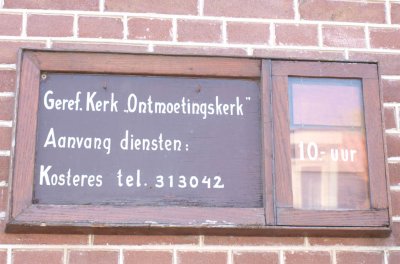 Geref. Kerk „Ontmoetingskerk"
Aanvang diensten:
10.- uur
Kosteres tel. 313042